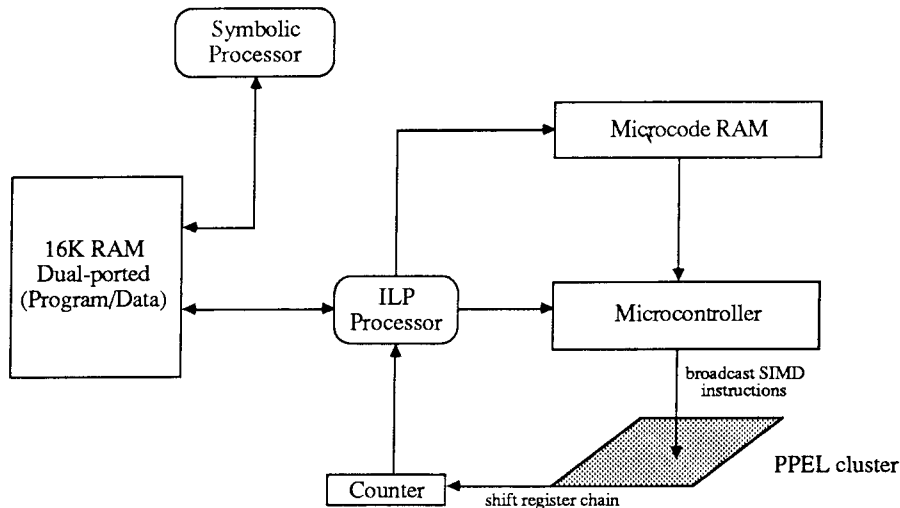 Symbolic
Processor
Microcode RAM
16K RAM
Dual-ported
(Program/Data)
ILP
Processor
Microcontroller
broadcast SIMD
instructions
PPEL cluster
Counter
shift register chain